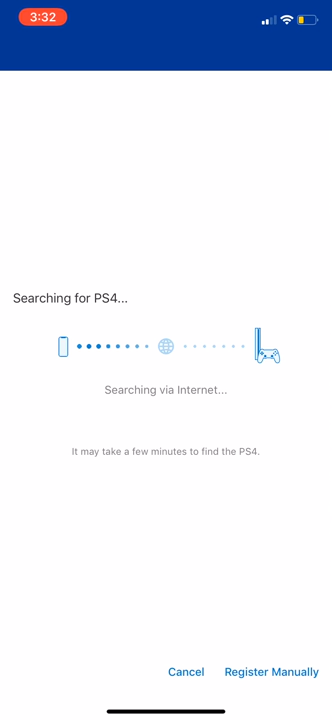 3:32
Searching for PS4...
Searching via Internet...
It may take a few minutes to find the PS4.
Cancel Register Manually